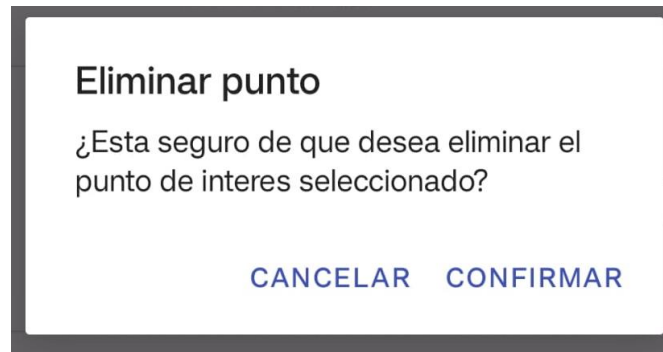 Eliminar punto
¿Esta seguro de que desea eliminar el
punto de interes seleccionado?
CANCELAR CONFIRMAR